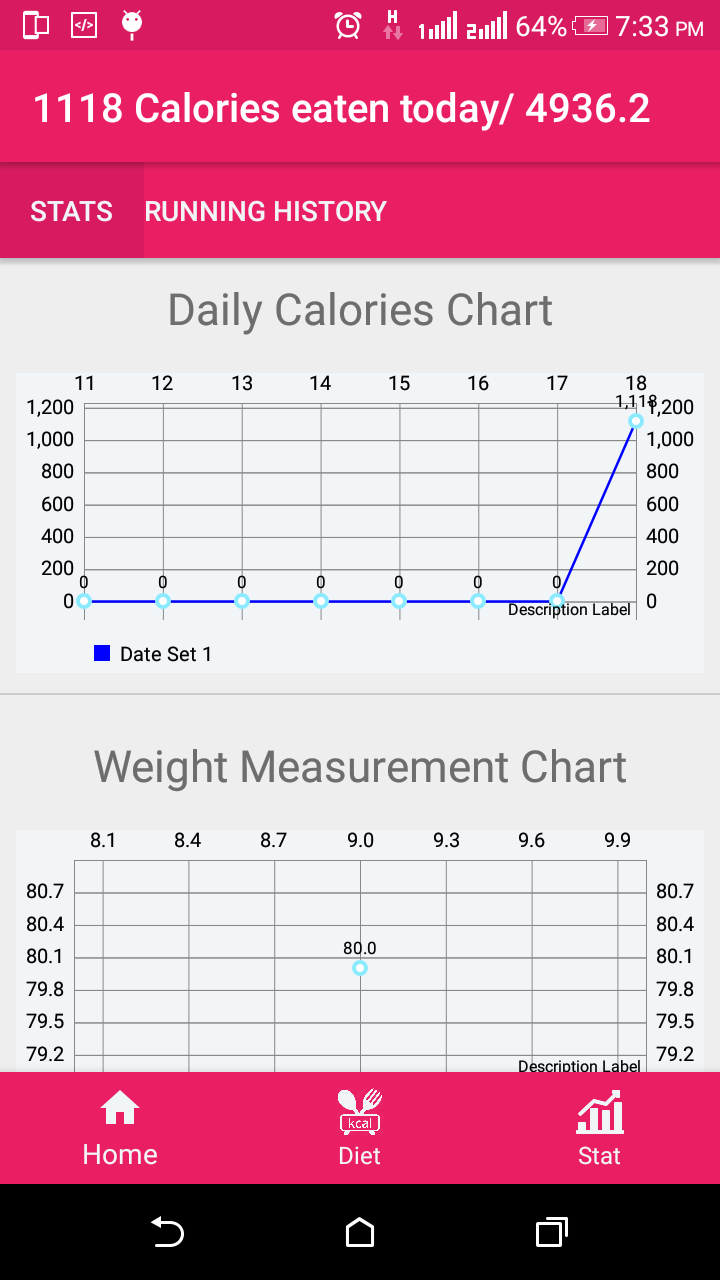 H 1 2 64% 7:33 PM
1118 Calories eaten today/ 4936.2
STATS RUNNING HISTORY
Daily Calories Chart
11 12 13 14 15 16 17 18
1,118
1,200 1,200
1,000 1,000
800 800
600 600
400 400
200 200
0 0 0 0 0 0 0
0 0
Description Label
Date Set 1
Weight Measurement Chart
8.1 8.4 8.7 9.0 9.3 9.6 9.9
80.7 80.7
80.4 80.4
80.0
80.1 80.1
79.8 79.8
79.5 79.5
79.2 79.2
Description Label
kcal
Home Diet Stat